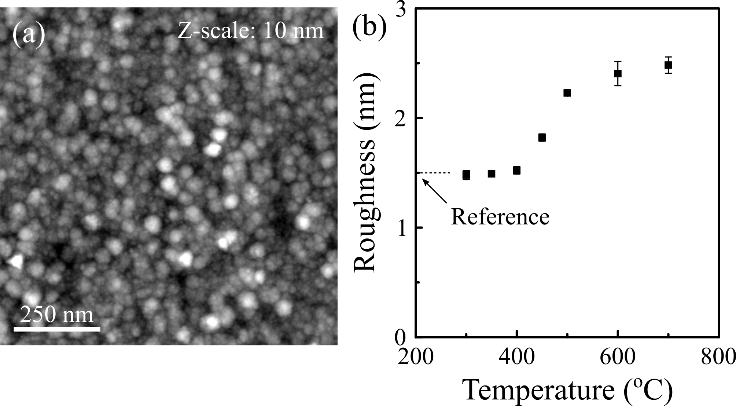 (a)
Z-scale: 10 nm
250 nm
(b)
Roughness (nm)
3
2
1
0
Reference
200
400
600
800
Temperature (°C)